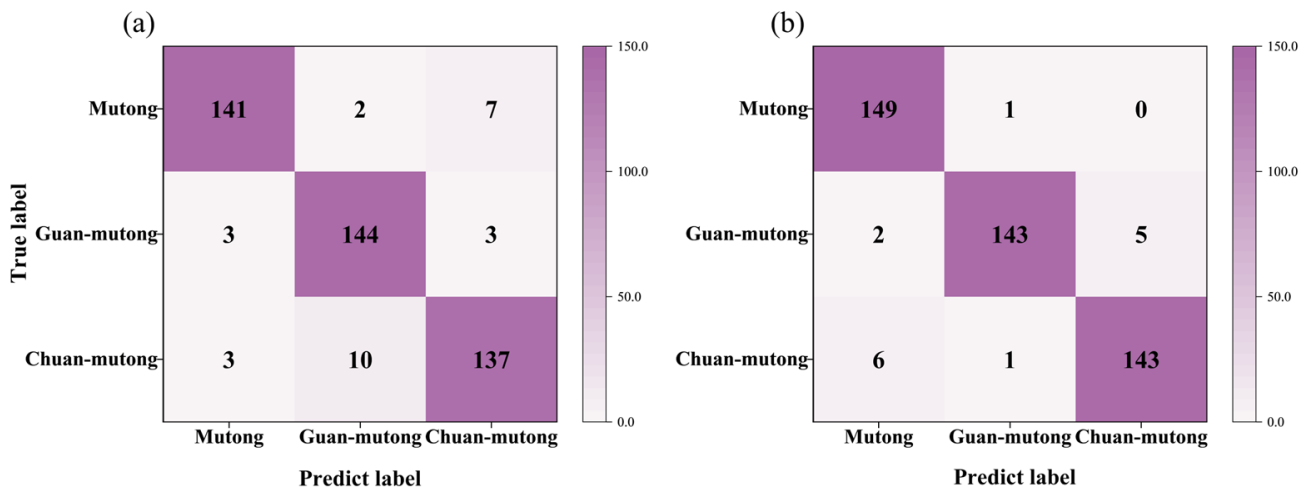 (a)
Mutong 141 2 7
Guan-mutong 3 144 3
Chuan-mutong 3 10 137
Mutong Guan-mutong Chuan-mutong
Predict label
True label
150.0
100.0
50.0
0.0
(b)
Mutong 149 1 0
Guan-mutong 2 143 5
Chuan-mutong 6 1 143
Mutong Guan-mutong Chuan-mutong
Predict label
150.0
100.0
50.0
0.0